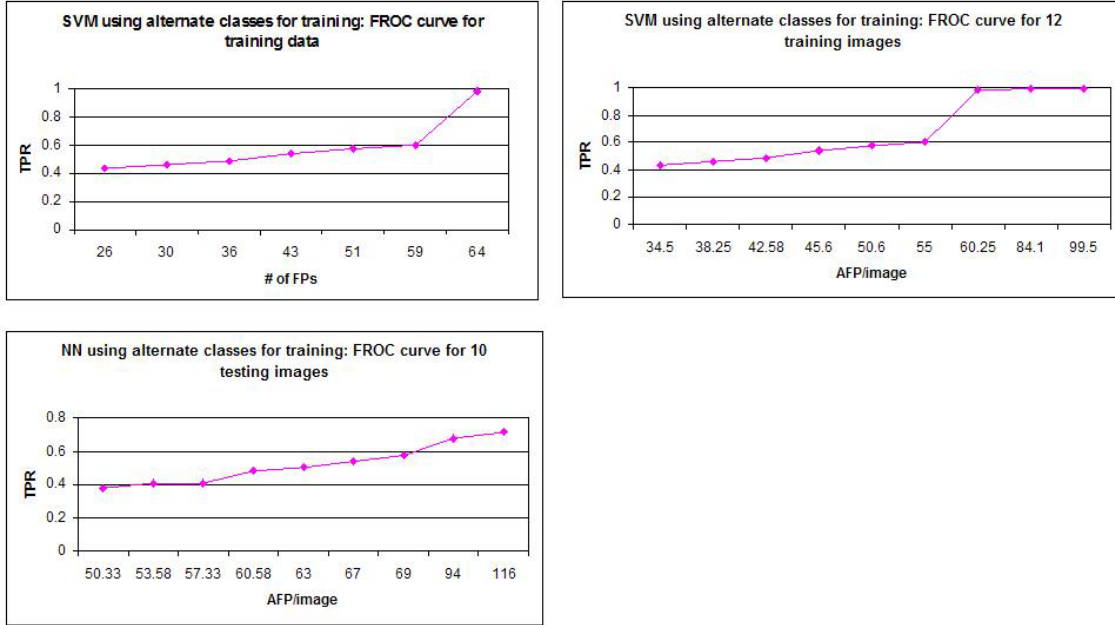 SVM using alternate classes for training: FROC curve for
training data
TPR
1
0.8
0.6
0.4
0.2
0
26 30 36 43 51 59 64
# of FPs
SVM using alternate classes for training: FROC curve for 12
training images
TPR
1
0.8
0.6
0.4
0.2
0
34.5 38.25 42.58 45.6 50.6 55 60.25 84.1 99.5
AFP/image
NN using alternate classes for training: FROC curve for 10
testing images
TPR
0.8
0.6
0.4
0.2
0
50.33 53.58 57.33 60.58 63 67 69 94 116
AFP/image